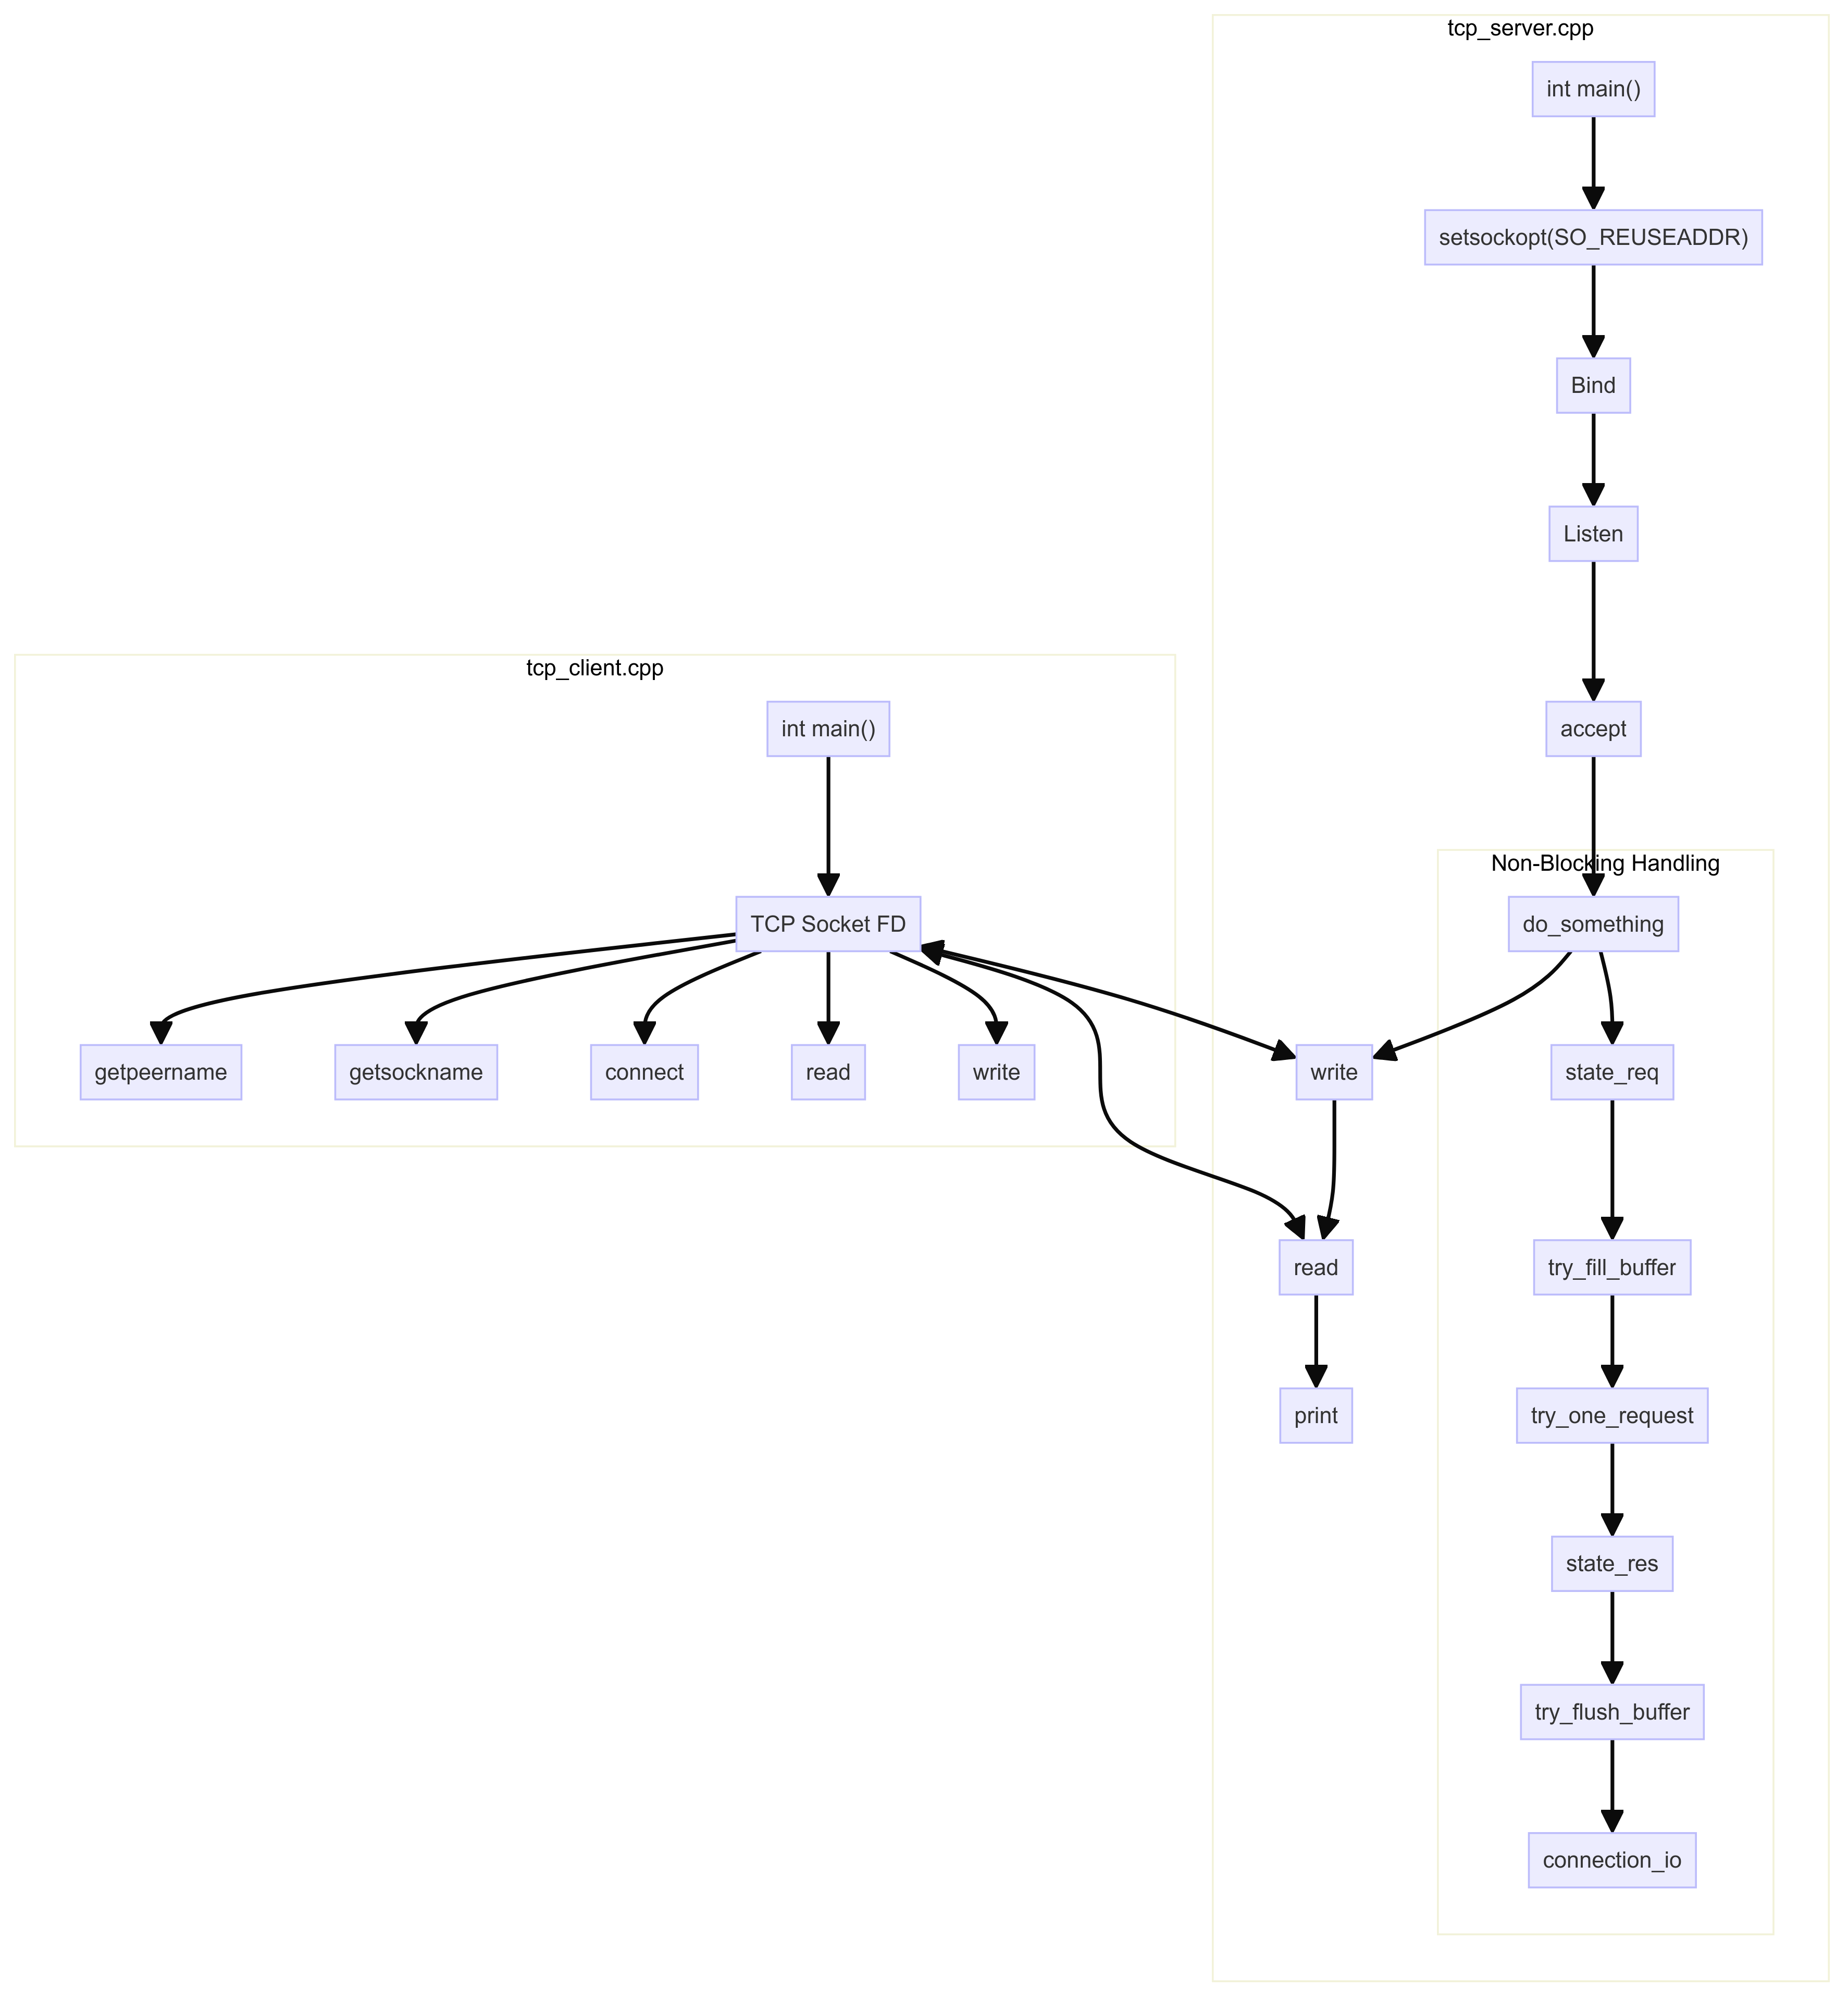 tcp_server.cpp
int main()
setsockopt(SO_REUSEADDR)
Bind
Listen
accept
Non-Blocking Handling
do_something
write
state_req
read
try_fill_buffer
print
try_one_request
state_res
try_flush_buffer
connection_io
tcp_client.cpp
int main()
TCP Socket FD
getpeername
getsockname
connect
read
write